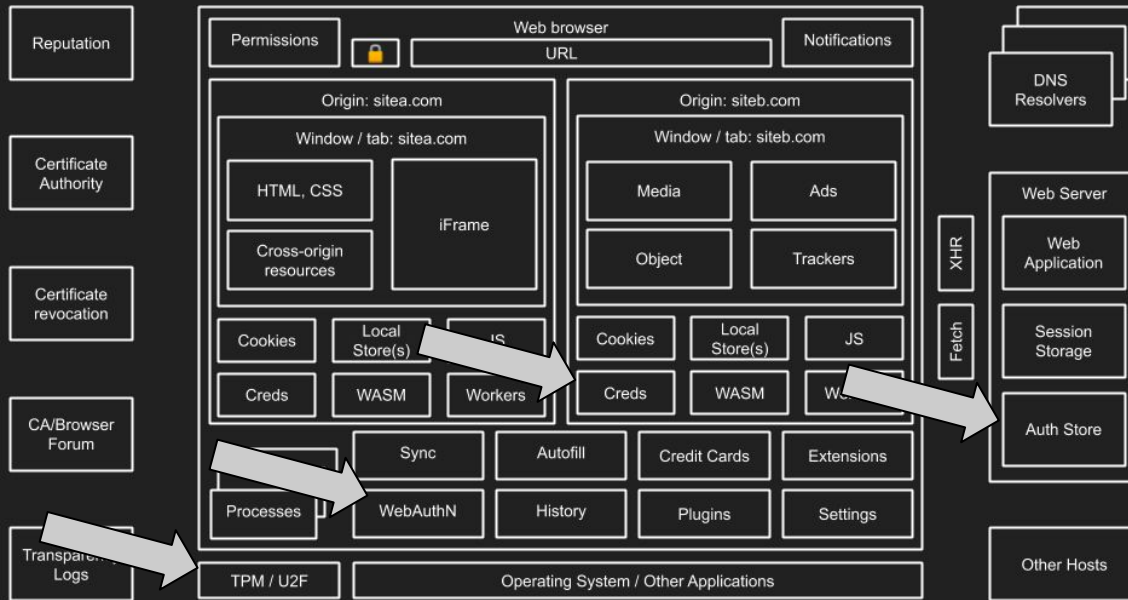 Reputation
Certificate
Authority
Certificate
revocation
CA/Browser
Forum
Logs
Web browser
Permissions
URL
Notifications
Origin: sitea.com
Window / tab: sitea.com
HTML, CSS
Cross-origin
resources
iFrame
Cookies
Local
Store(s)
JS
Creds
WASM
Workers
Origin: siteb.com
Window / tab: siteb.com
Media
Ads
Object
Trackers
Cookies
Local
Store(s)
JS
Creds
WASM
Processes
Sync
Autofill
Credit Cards
Extensions
WebAuthN
History
Plugins
Settings
TPM / U2F
Operating System / Other Applications
XHR
Fetch
DNS
Resolvers
Web Server
Web
Application
Session
Storage
Auth Store
Other Hosts